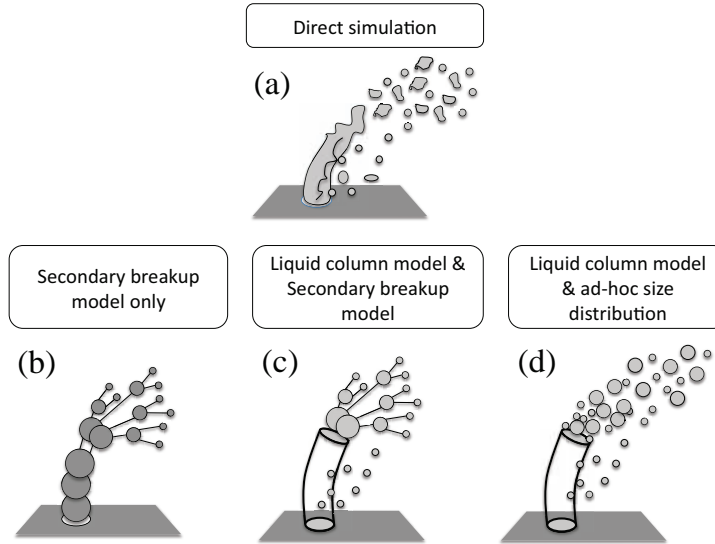 Direct simulation
(a)
Secondary breakup
model only
Liquid column model &
Secondary breakup
model
Liquid column model
& ad-hoc size
distribution
(b)
(c)
(d)